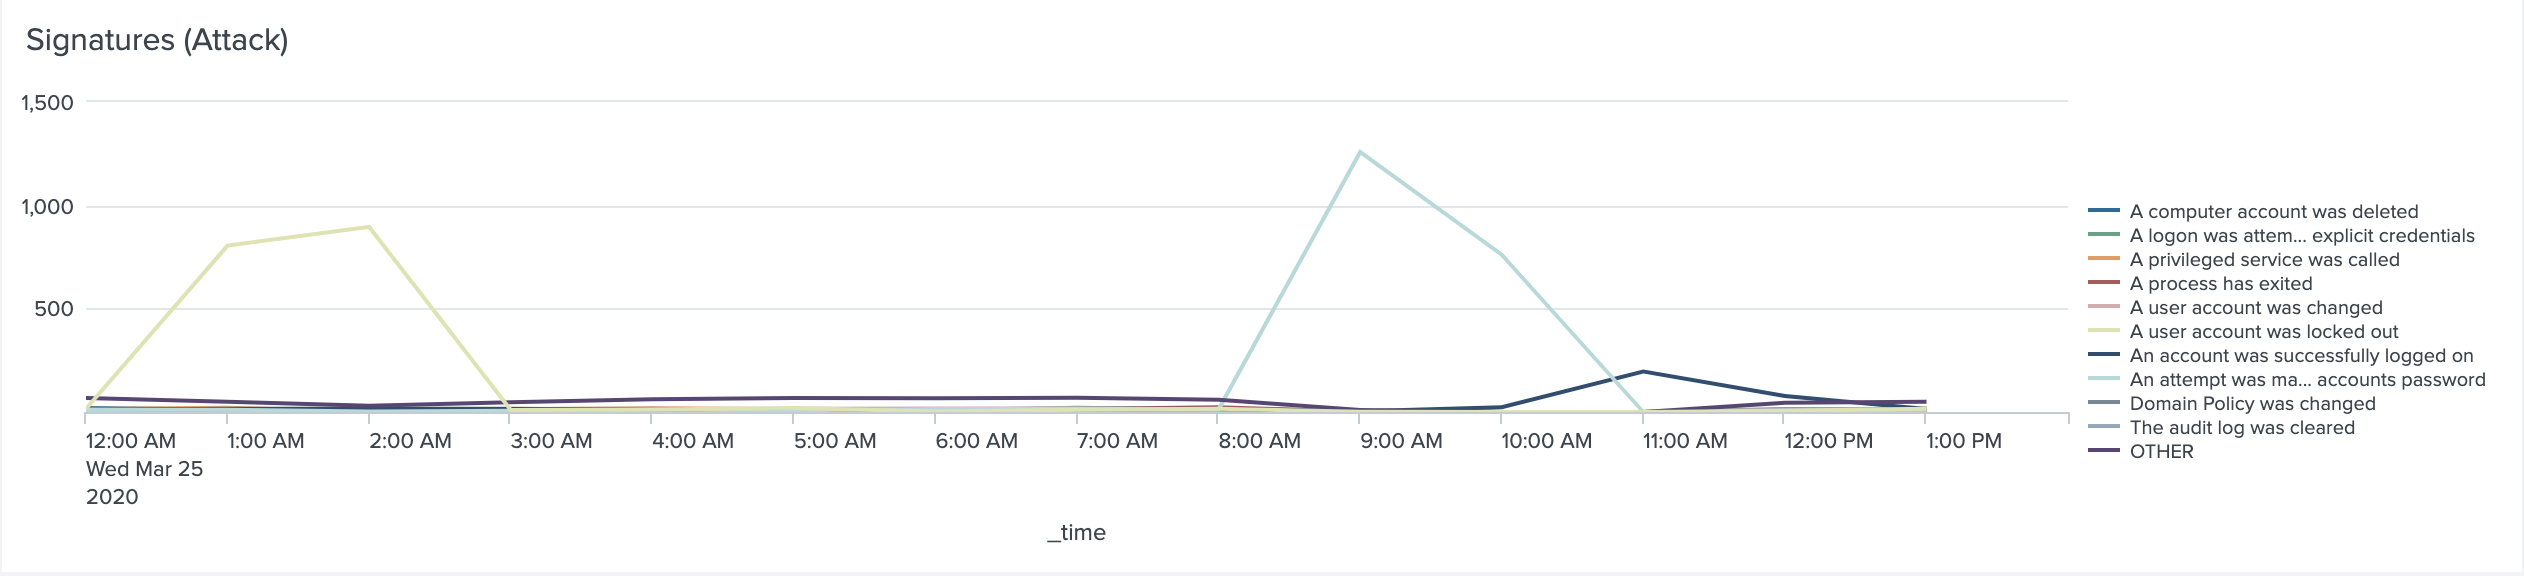 Signatures (Attack)
1,500
1,000
500
12:00 AM
Wed Mar 25
2020
1:00 AM
2:00 AM
3:00 AM
4:00 AM
5:00 AM
6:00 AM
7:00 AM
8:00 AM
9:00 AM
10:00 AM
11:00 AM
12:00 PM
1:00 PM
_time
A computer account was deleted
A logon was attem... explicit credentials
A privileged service was called
A process has exited
A user account was changed
A user account was locked out
An account was successfully logged on
An attempt was ma... accounts password
Domain Policy was changed
The audit log was cleared
OTHER